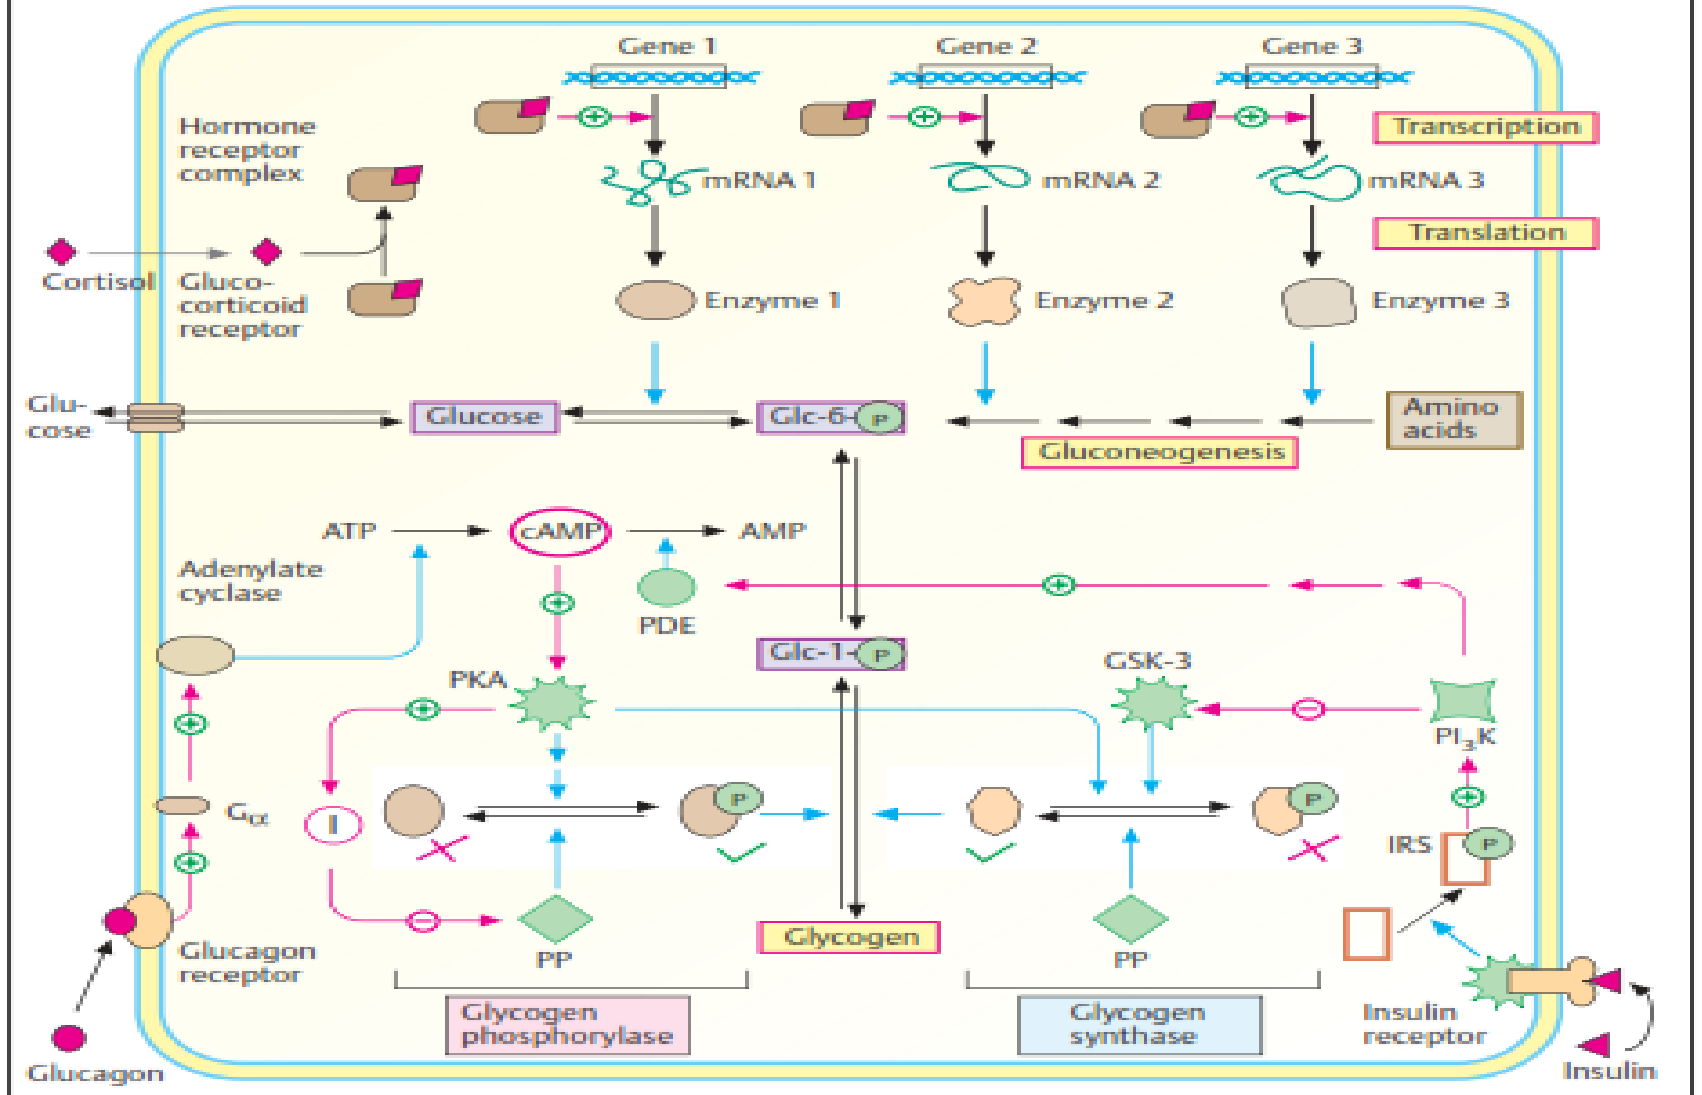 Gene 1
Gene 2
Gene 3
Hormone
receptor
complex
Transcription
mRNA 1
mRNA 2
mRNA 3
Translation
Cortisol
Gluco-
corticoid
receptor
Enzyme 1
Enzyme 2
Enzyme 3
Glu-
cose
Glucose
Glc-6-P
Amino
acids
Gluconeogenesis
ATP
cAMP
AMP
Adenylate
cyclase
PDE
Glc-1-P
GSK-3
PKA
PI3K
Gα
I
P
P
IRS
P
PP
Glycogen
PP
Glucagon
receptor
Glycogen
phosphorylase
Glycogen
synthase
Insulin
receptor
Glucagon
Insulin